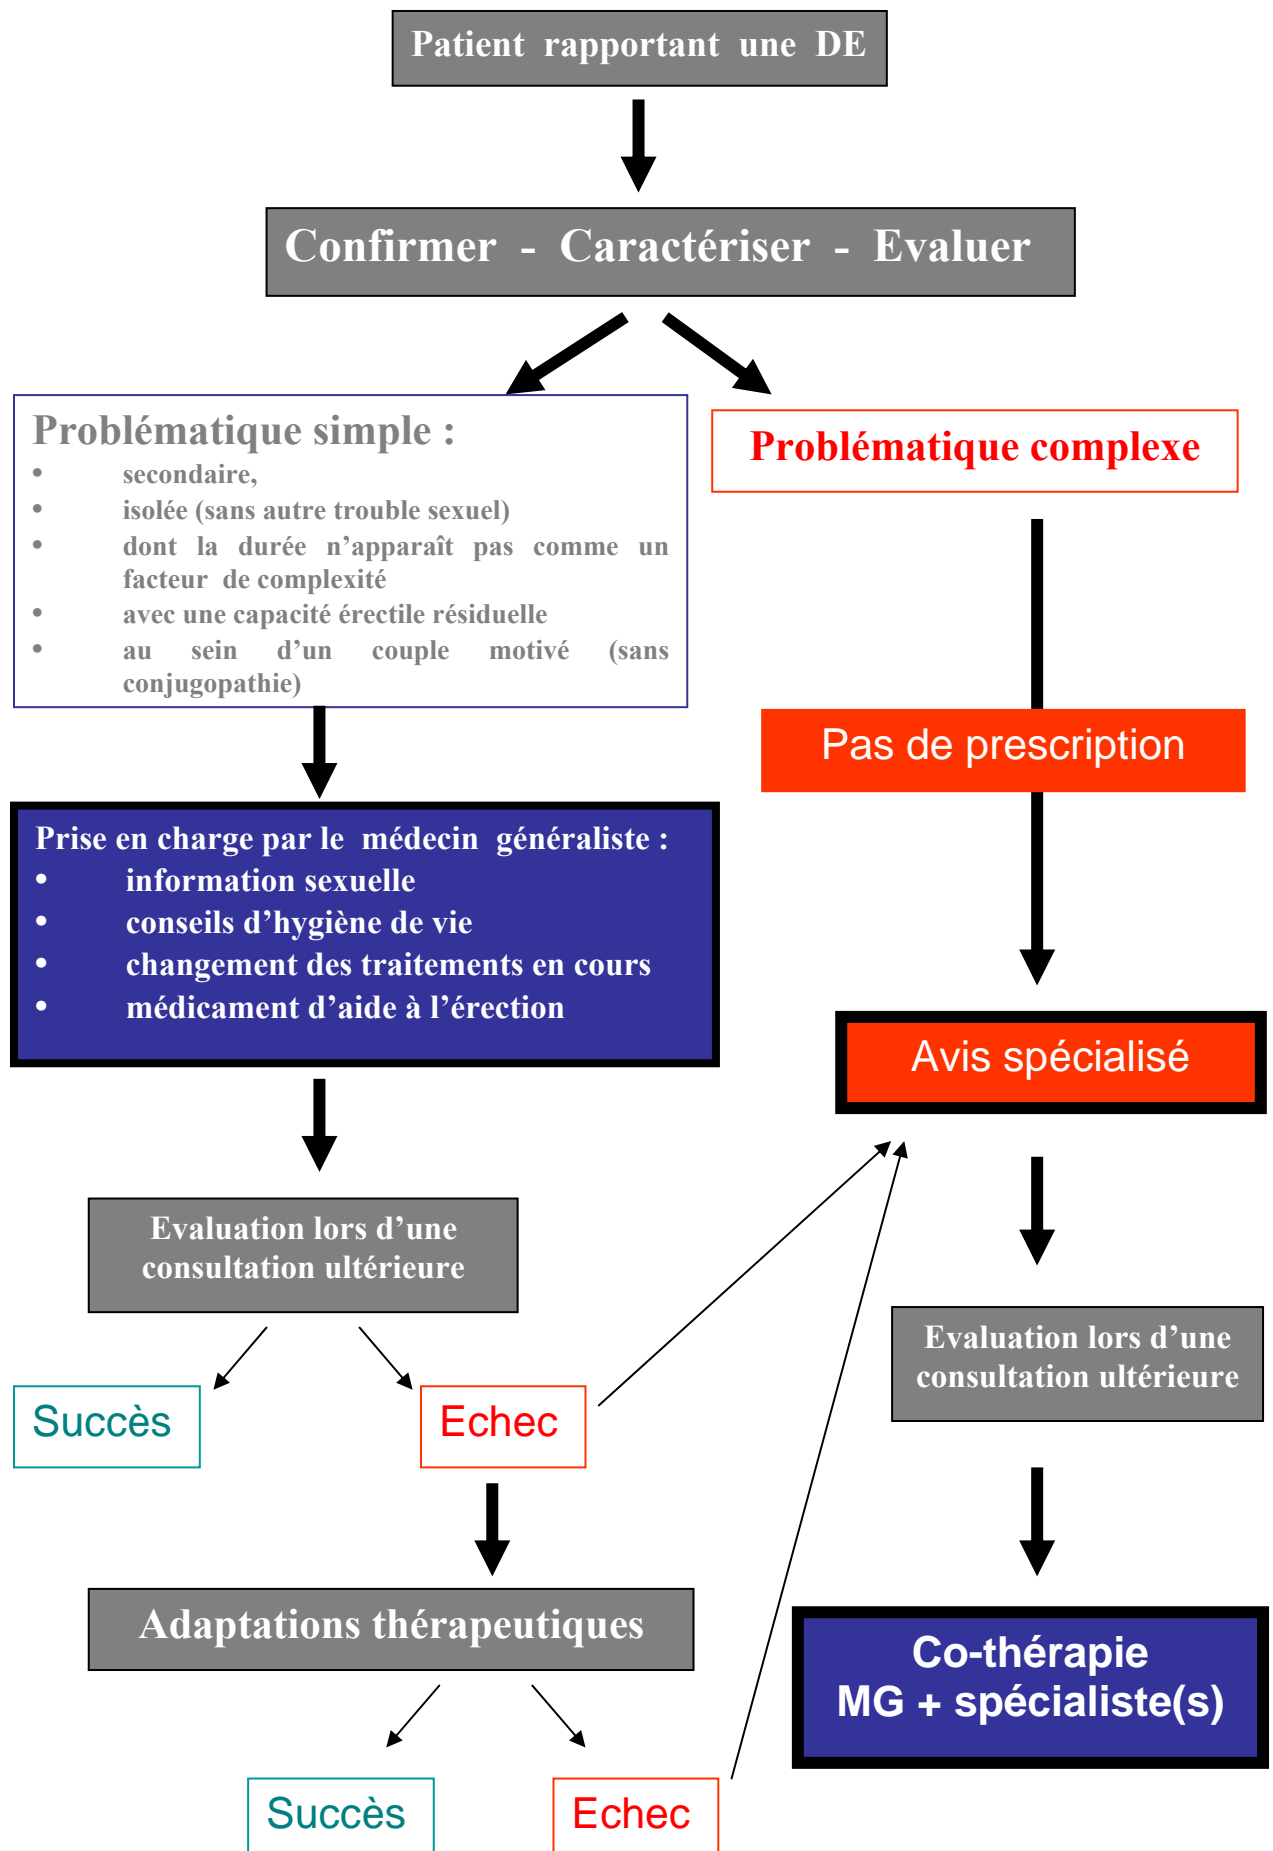 Patient rapportant une DE
Confirmer - Caractériser - Evaluer
Problématique simple :
• secondaire,
• isolée (sans autre trouble sexuel)
• dont la durée n’apparaît pas comme un
facteur de complexité
• avec une capacité érectile résiduelle
• au sein d’un couple motivé (sans
conjugopathie)
Problématique complexe
Pas de prescription
Prise en charge par le médecin généraliste :
• information sexuelle
• conseils d’hygiène de vie
• changement des traitements en cours
• médicament d’aide à l’érection
Avis spécialisé
Evaluation lors d’une
consultation ultérieure
Evaluation lors d’une
consultation ultérieure
Succès
Echec
Adaptations thérapeutiques
Co-thérapie
MG + spécialiste(s)
Succès
Echec